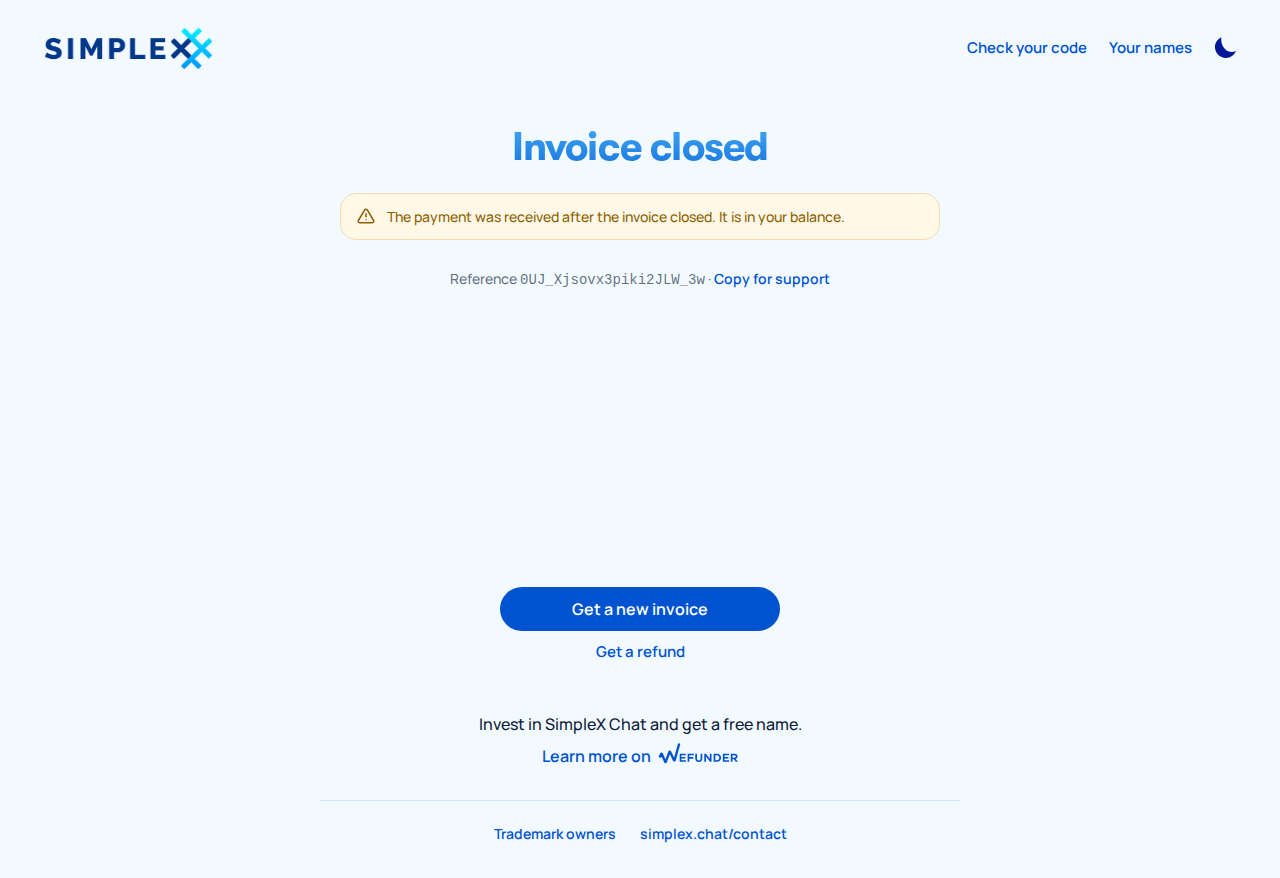 SIMPLEX
Check your code
Your names
Invoice closed
The payment was received after the invoice closed. It is in your balance.
Reference 0UJ_Xjsovx3piki2JLW_3w · Copy for support
Get a new invoice
Get a refund
Invest in SimpleX Chat and get a free name.
Learn more on WEFUNDER
Trademark owners
simplex.chat/contact